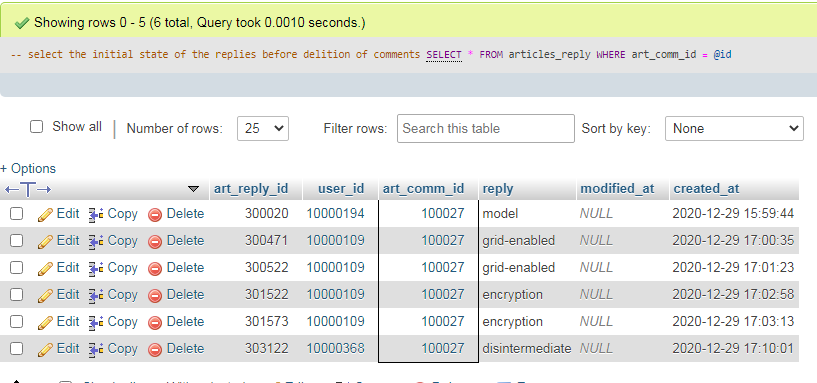 Showing rows 0 - 5 (6 total, Query took 0.0010 seconds.)
-- select the initial state of the replies before delition of comments SELECT * FROM articles_reply WHERE art_comm_id = @id
Show all | Number of rows: 25 Filter rows: Search this table Sort by key: None
+ Options
←T→ art_reply_id user_id art_comm_id reply modified_at created_at
Edit Copy Delete 300020 10000194 100027 model NULL 2020-12-29 15:59:44
Edit Copy Delete 300471 10000109 100027 grid-enabled NULL 2020-12-29 17:00:35
Edit Copy Delete 300522 10000109 100027 grid-enabled NULL 2020-12-29 17:01:23
Edit Copy Delete 301522 10000109 100027 encryption NULL 2020-12-29 17:02:58
Edit Copy Delete 301573 10000109 100027 encryption NULL 2020-12-29 17:03:13
Edit Copy Delete 303122 10000368 100027 disintermediate NULL 2020-12-29 17:10:01